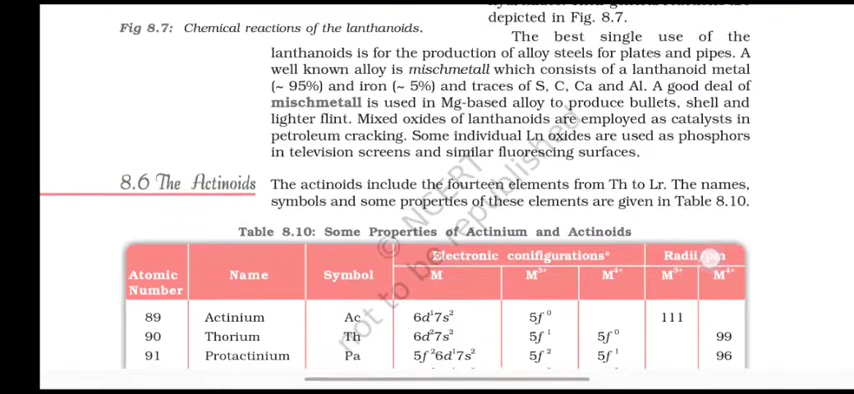 depicted in Fig. 8.7.
Fig 8.7: Chemical reactions of the lanthanoids.
The best single use of the
lanthanoids is for the production of alloy steels for plates and pipes. A
well known alloy is mischmetall which consists of a lanthanoid metal
(~ 95%) and iron (~ 5%) and traces of S, C, Ca and Al. A good deal of
mischmetall is used in Mg-based alloy to produce bullets, shell and
lighter flint. Mixed oxides of lanthanoids are employed as catalysts in
petroleum cracking. Some individual Ln oxides are used as phosphors
in television screens and similar fluorescing surfaces.
8.6 The Actinoids
The actinoids include the fourteen elements from Th to Lr. The names,
symbols and some properties of these elements are given in Table 8.10.
Table 8.10: Some Properties of Actinium and Actinoids
Electronic conifigurations* Radii/pm
Atomic Number Name Symbol M M³⁺ M⁴⁺ M³⁺ M⁴⁺
89 Actinium Ac 6d¹7s² 5f⁰ 111
90 Thorium Th 6d²7s² 5f¹ 5f⁰ 99
91 Protactinium Pa 5f²6d¹7s² 5f² 5f¹ 96
© NCERT
not to be republished